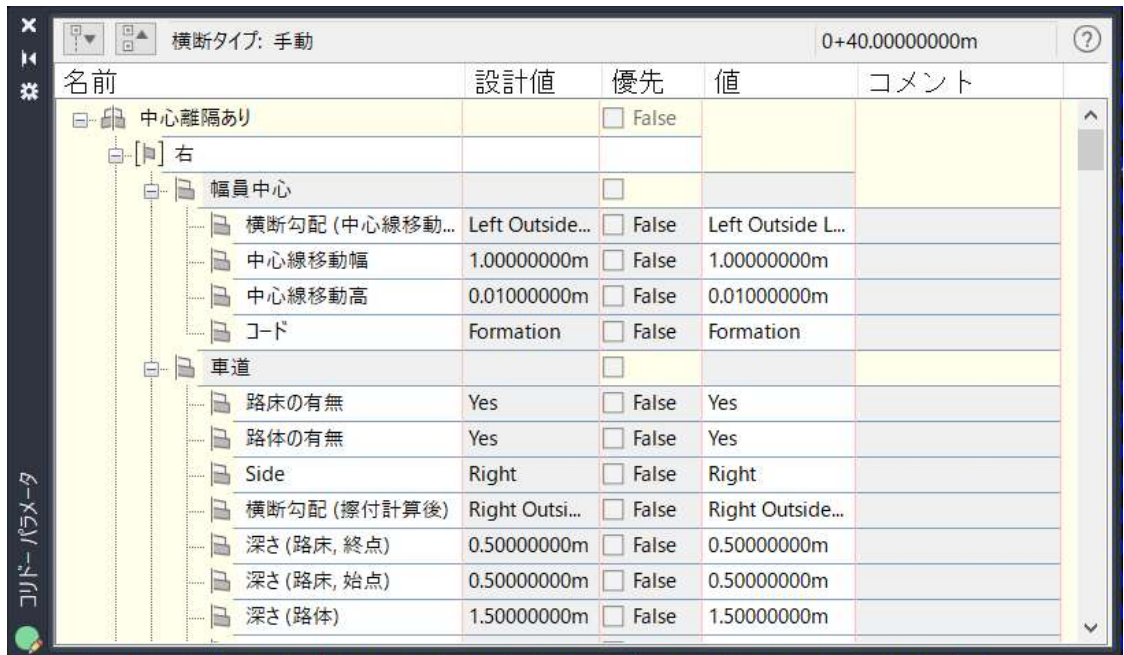 横断タイプ: 手動 0+40.00000000m
名前 設計値 優先 値 コメント
中心離隔あり False
右
幅員中心
横断勾配 (中心線移動... Left Outside... False Left Outside L...
中心線移動幅 1.00000000m False 1.00000000m
中心線移動高 0.01000000m False 0.01000000m
コード Formation False Formation
車道
路床の有無 Yes False Yes
路体の有無 Yes False Yes
Side Right False Right
横断勾配 (擦付計算後) Right Outsi... False Right Outside...
深さ (路床, 終点) 0.50000000m False 0.50000000m
深さ (路床, 始点) 0.50000000m False 0.50000000m
深さ (路体) 1.50000000m False 1.50000000m
コリドー パラメータ